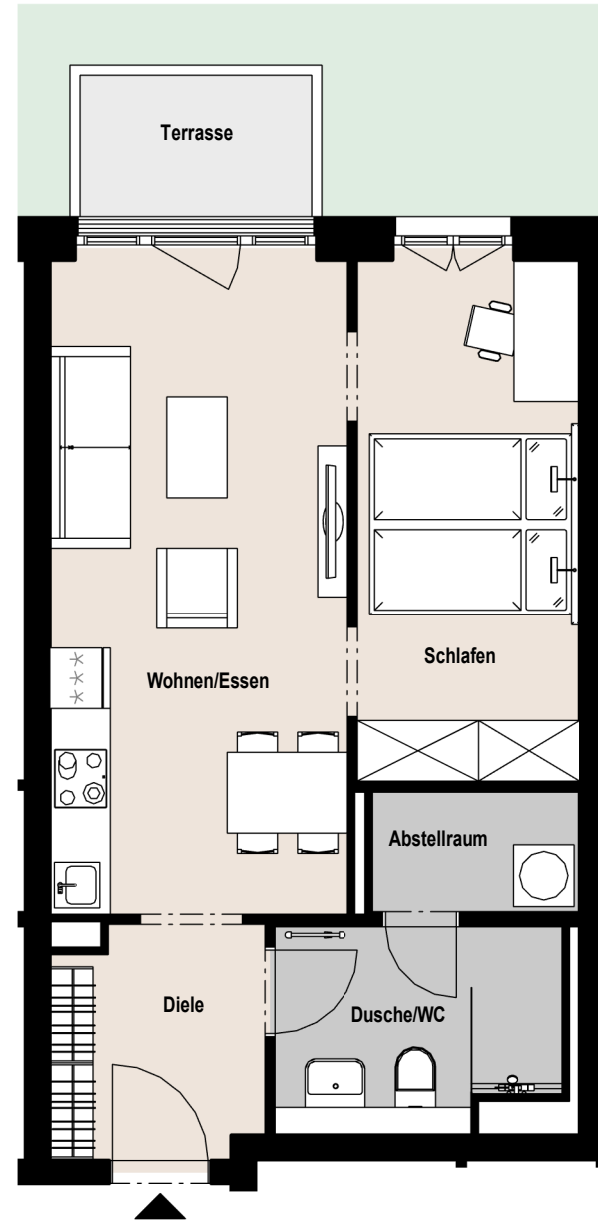 Terrasse
Schlafen
Wohnen/Essen
Abstellraum
Diele
Dusche/WC